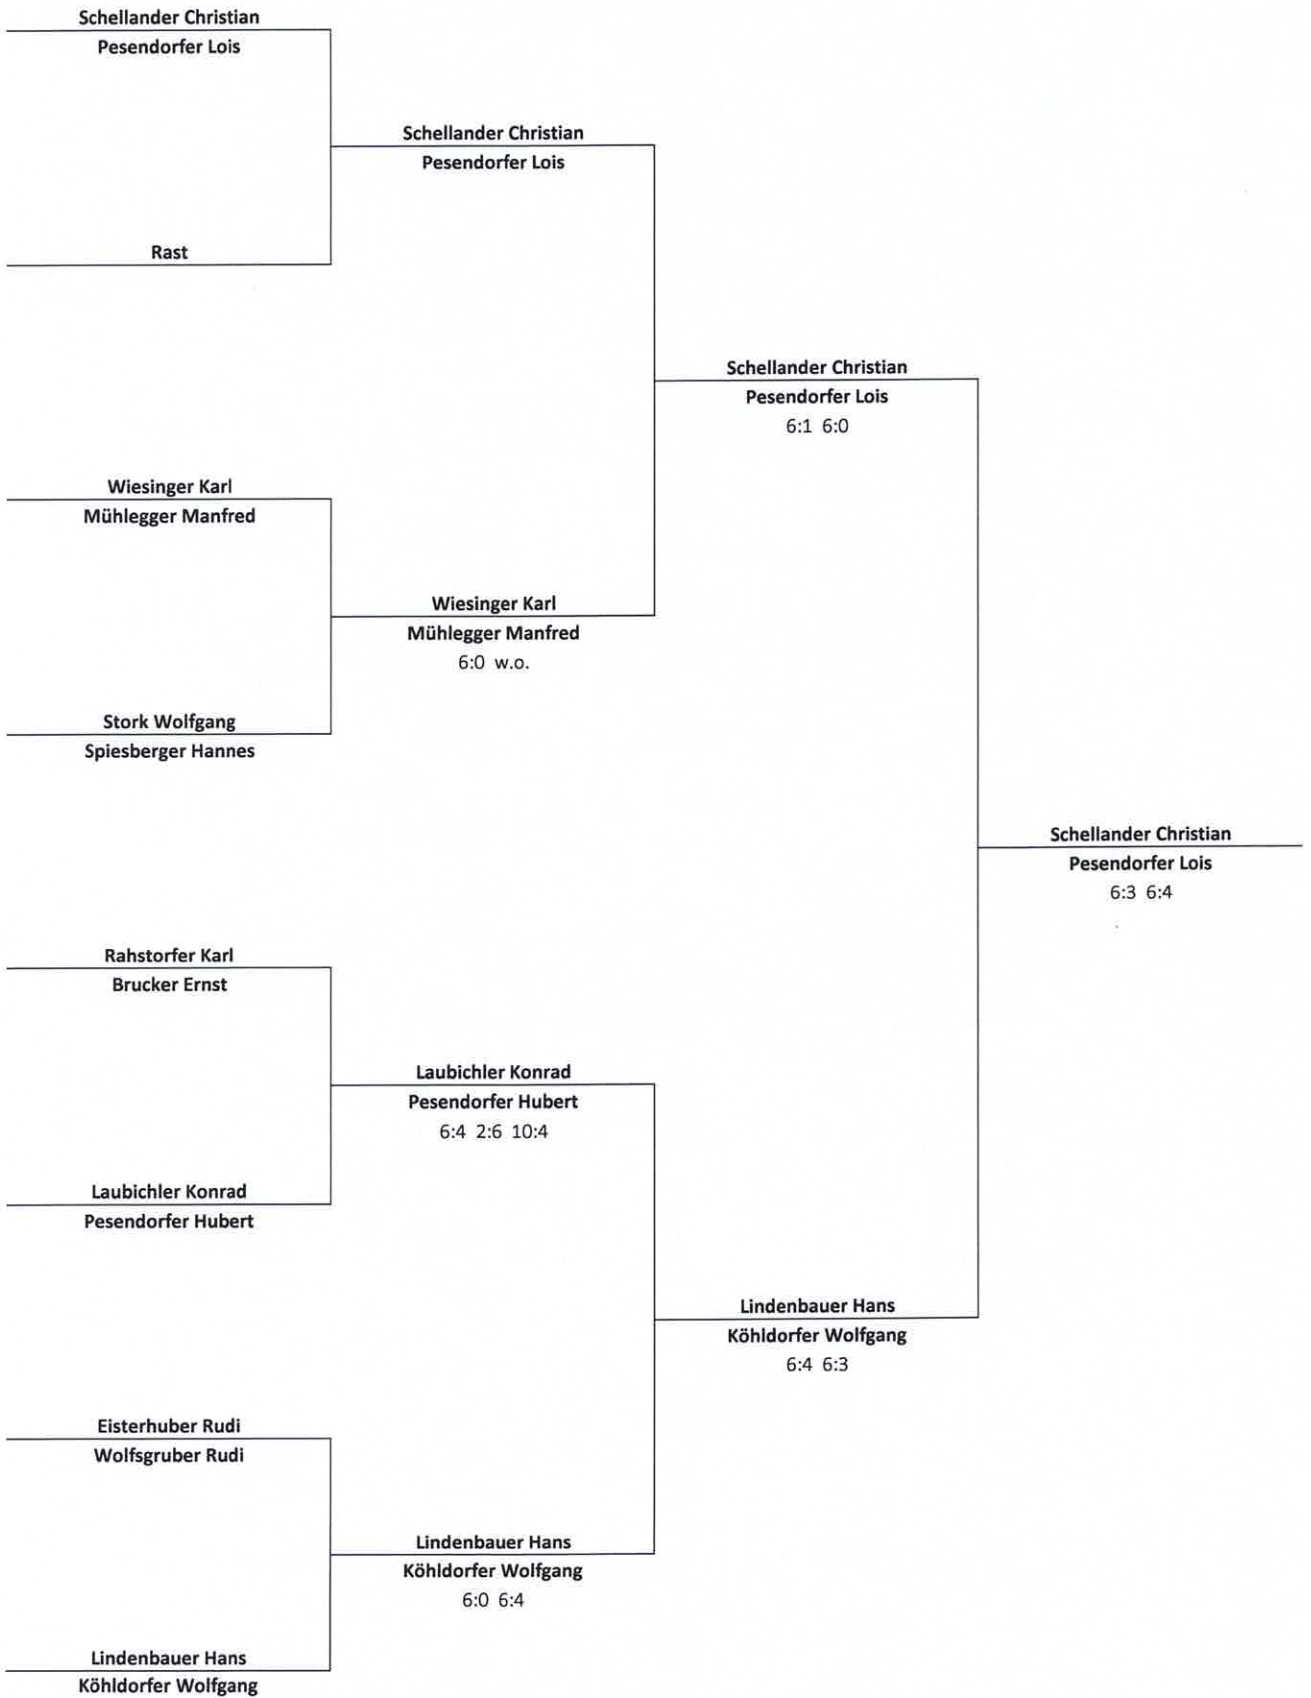 Schellander Christian
Pesendorfer Lois
Schellander Christian
Pesendorfer Lois
Rast
Schellander Christian
Pesendorfer Lois
6:1 6:0
Wiesinger Karl
Mühlegger Manfred
Wiesinger Karl
Mühlegger Manfred
6:0 w.o.
Stork Wolfgang
Spiesberger Hannes
Schellander Christian
Pesendorfer Lois
6:3 6:4
Rahstorfer Karl
Brucker Ernst
Laubichler Konrad
Pesendorfer Hubert
6:4 2:6 10:4
Laubichler Konrad
Pesendorfer Hubert
Lindenbauer Hans
Köhldorfer Wolfgang
6:4 6:3
Eisterhuber Rudi
Wolfsgruber Rudi
Lindenbauer Hans
Köhldorfer Wolfgang
6:0 6:4
Lindenbauer Hans
Köhldorfer Wolfgang